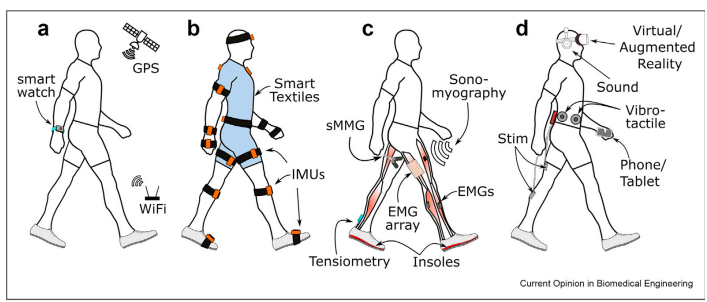 a
GPS
smart
watch
WiFi
b
Smart
Textiles
IMUs
c
Sono-
myography
sMMG
EMG
array
EMGs
Tensiometry
Insoles
d
Virtual/
Augmented
Reality
Sound
Vibro-
tactile
Stim
Phone/
Tablet
Current Opinion in Biomedical Engineering